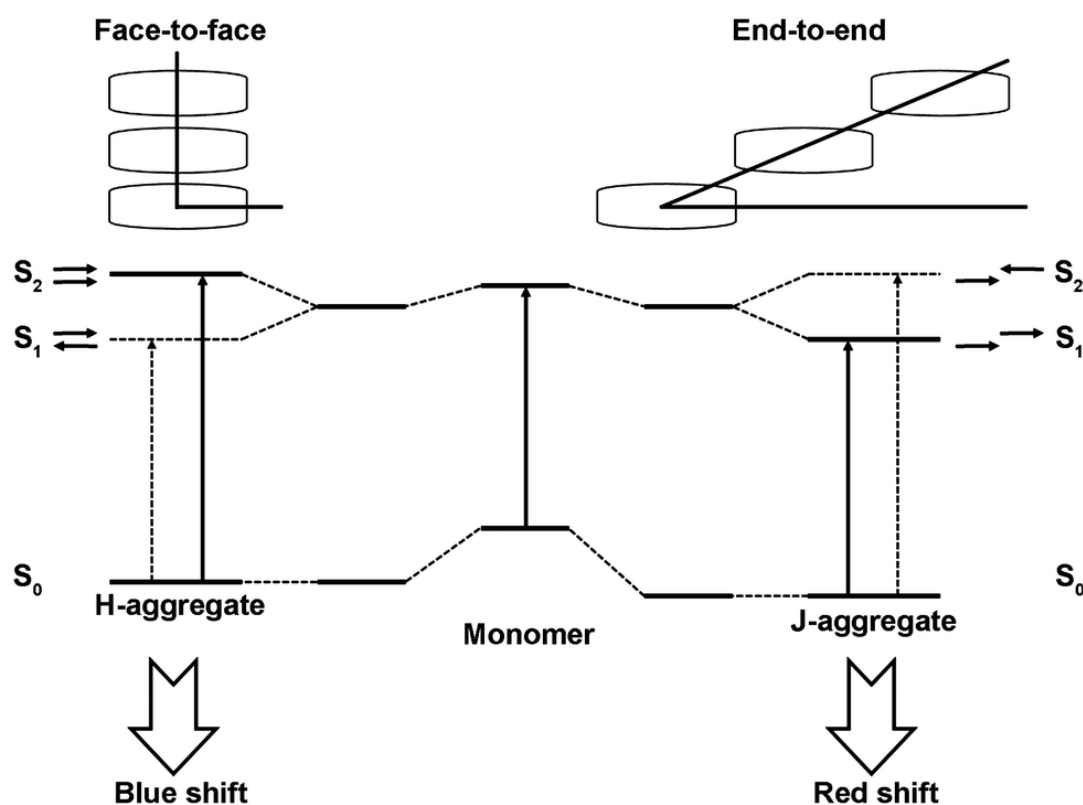 Face-to-face
End-to-end
S2
S2
S1
S1
S0
S0
H-aggregate
Monomer
J-aggregate
Blue shift
Red shift